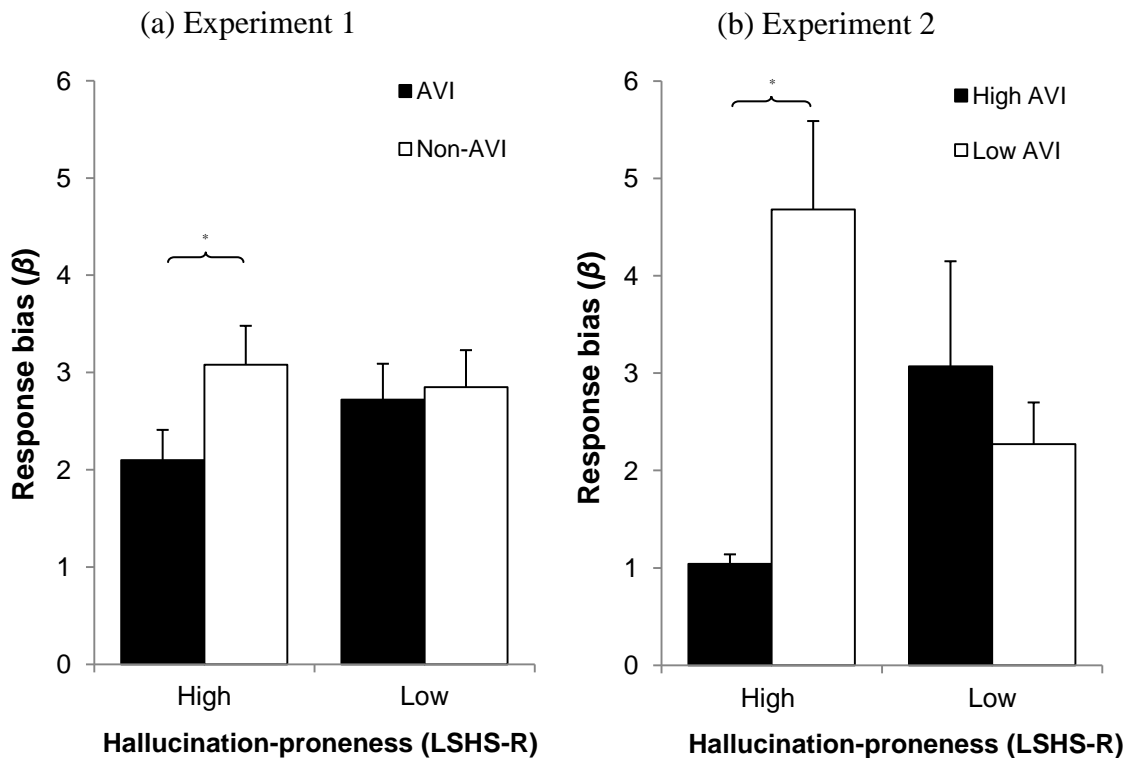 (a) Experiment 1
6
5
4
3
2
1
0
Response bias (β)
AVI
Non-AVI
*
High
Low
Hallucination-proneness (LSHS-R)
(b) Experiment 2
6
5
4
3
2
1
0
Response bias (β)
High AVI
Low AVI
*
High
Low
Hallucination-proneness (LSHS-R)